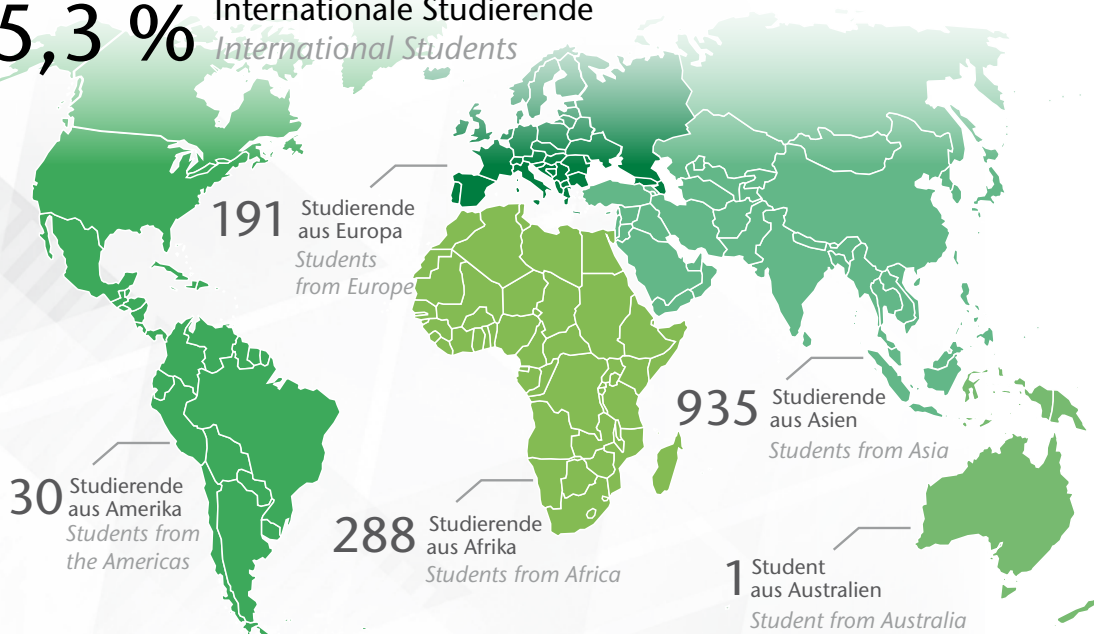 5,3 %
Internationale Studierende
International Students
191
Studierende
aus Europa
Students
from Europe
935
Studierende
aus Asien
Students from Asia
30
Studierende
aus Amerika
Students from
the Americas
288
Studierende
aus Afrika
Students from Africa
1
Student
aus Australien
Student from Australia